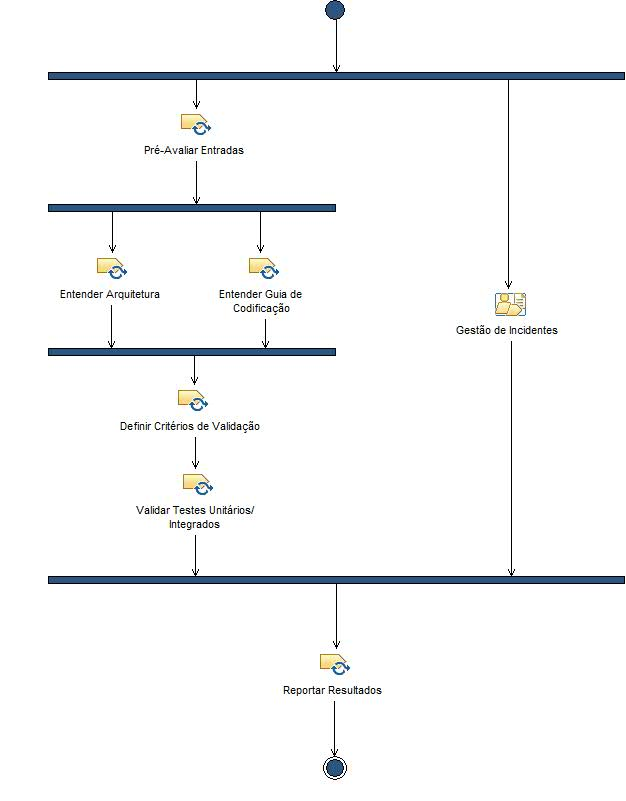 Pré-Avaliar Entradas
Entender Arquitetura
Entender Guia de
Codificação
Gestão de Incidentes
Definir Critérios de Validação
Validar Testes Unitários/
Integrados
Reportar Resultados